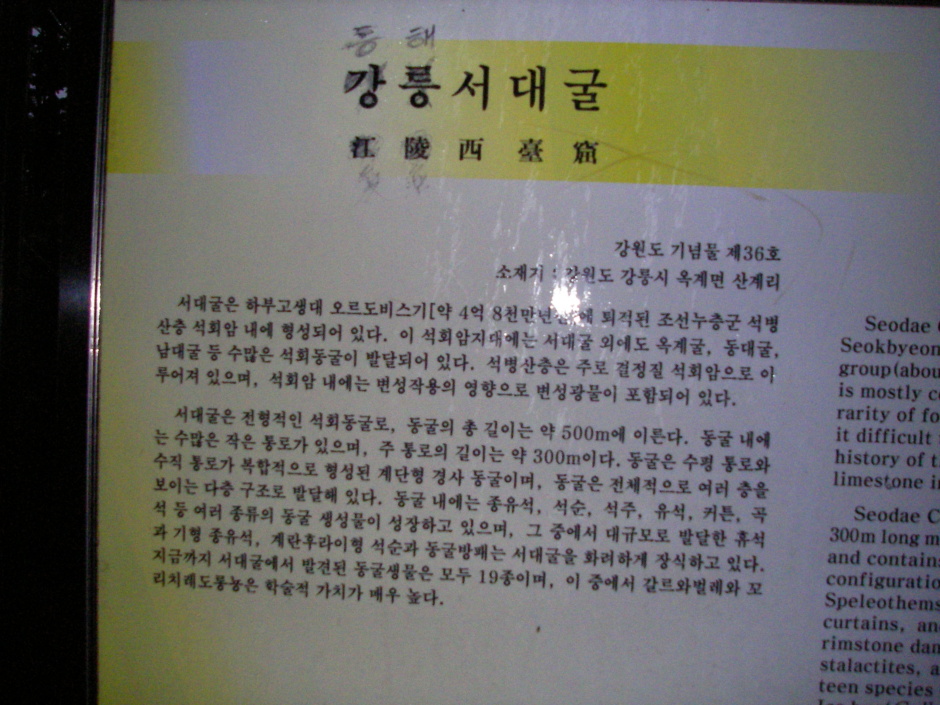 동 해
강릉서대굴
江陵西臺窟
강원도 기념물 제36호
소재지 : 강원도 강릉시 옥계면 산계리
서대굴은 하부고생대 오르도비스기[약 4억 8천만년전]에 퇴적된 조선누층군 석병
산층 석회암 내에 형성되어 있다. 이 석회암지대에는 서대굴 외에도 옥계굴, 동대굴,
남대굴 등 수많은 석회동굴이 발달되어 있다. 석병산층은 주로 결정질 석회암으로 이
루어져 있으며, 석회암 내에는 변성작용의 영향으로 변성광물이 포함되어 있다.
서대굴은 전형적인 석회동굴로, 동굴의 총 길이는 약 500m에 이른다. 동굴 내에
는 수많은 작은 통로가 있으며, 주 통로의 길이는 약 300m이다. 동굴은 수평 통로와
수직 통로가 복합적으로 형성된 계단형 경사 동굴이며, 동굴은 전체적으로 여러 층을
보이는 다층 구조로 발달해 있다. 동굴 내에는 종유석, 석순, 석주, 유석, 커튼, 곡
석 등 여러 종류의 동굴 생성물이 성장하고 있으며, 그 중에서 대규모로 발달한 휴석
과 기형 종유석, 계란후라이형 석순과 동굴방패는 서대굴을 화려하게 장식하고 있다.
지금까지 서대굴에서 발견된 동굴생물은 모두 19종이며, 이 중에서 갈르와벌레와 꼬
리치레도롱뇽은 학술적 가치가 매우 높다.
Seodae
Seokbyeon
group(abou
is mostly
rarity of fo
it difficult
history of t
limestone i
Seodae C
300m long m
and contain
configuratio
Speleothems
curtains, an
rimstone dam
stalactites, a
teen species